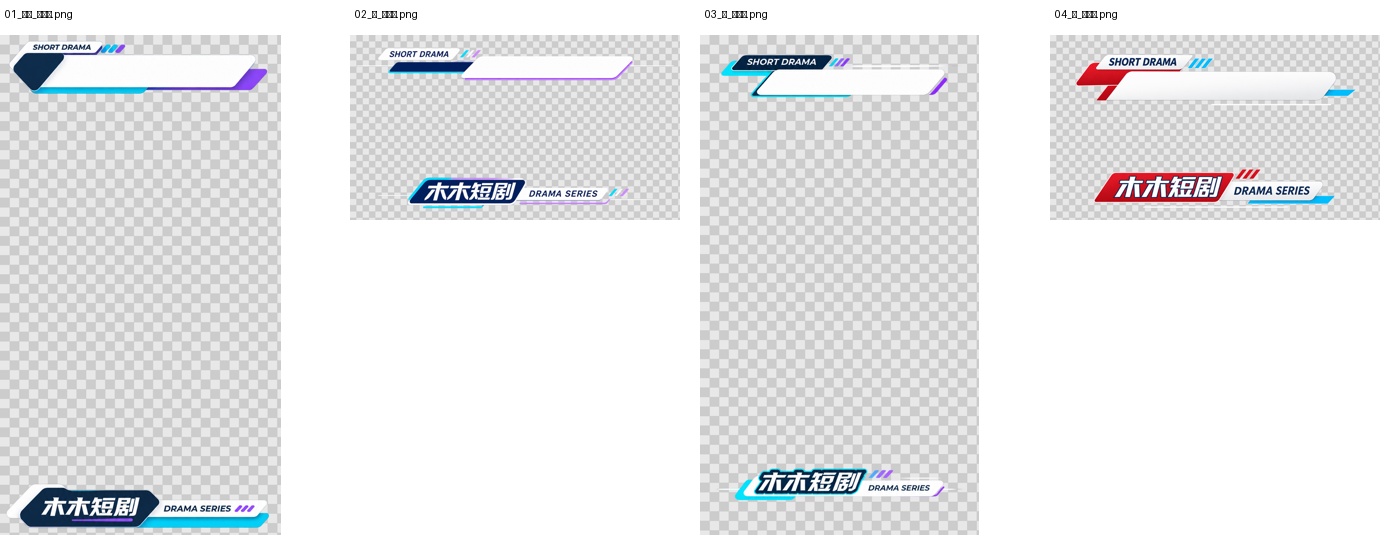 01_□□_□□□.png
SHORT DRAMA
木木短剧
DRAMA SERIES
02_□_□□□.png
SHORT DRAMA
木木短剧
DRAMA SERIES
03_□_□□□.png
SHORT DRAMA
木木短剧
DRAMA SERIES
04_□_□□□.png
SHORT DRAMA
木木短剧
DRAMA SERIES